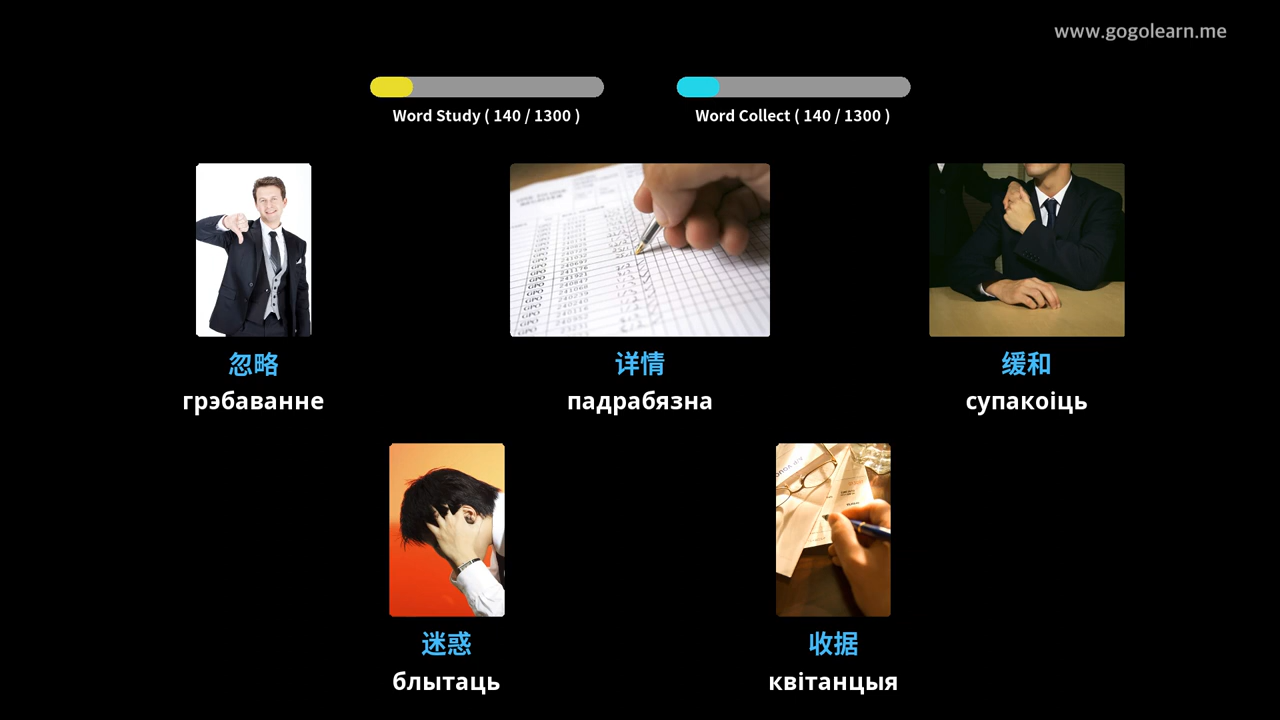 www.gogolearn.me
Word Study ( 140 / 1300 )
Word Collect ( 140 / 1300 )
忽略
грэбаванне
详情
падрабязна
缓和
супакоіць
迷惑
блытаць
收据
квітанцыя